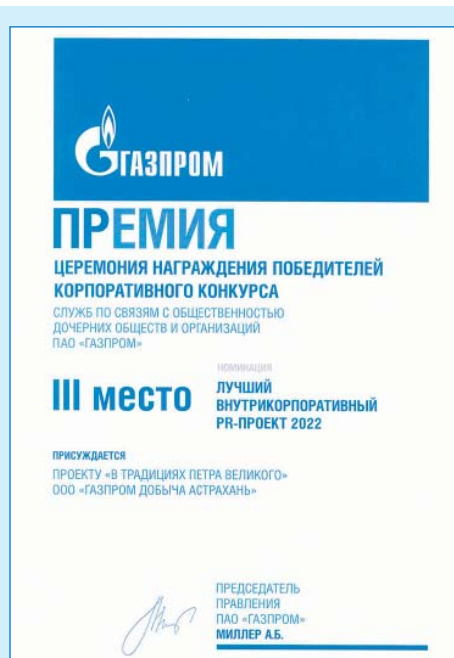 ГАЗПРОМ
ПРЕМИЯ
ЦЕРЕМОНИЯ НАГРАЖДЕНИЯ ПОБЕДИТЕЛЕЙ
КОРПОРАТИВНОГО КОНКУРСА
СЛУЖБ ПО СВЯЗЯМ С ОБЩЕСТВЕННОСТЬЮ
ДОЧЕРНИХ ОБЩЕСТВ И ОРГАНИЗАЦИЙ
ПАО «ГАЗПРОМ»
НОМИНАЦИЯ
III место
ЛУЧШИЙ
ВНУТРИКОРПОРАТИВНЫЙ
PR-ПРОЕКТ 2022
ПРИСУЖДАЕТСЯ
ПРОЕКТУ «В ТРАДИЦИЯХ ПЕТРА ВЕЛИКОГО»
ООО «ГАЗПРОМ ДОБЫЧА АСТРАХАНЬ»
ПРЕДСЕДАТЕЛЬ
ПРАВЛЕНИЯ
ПАО «ГАЗПРОМ»
МИЛЛЕР А.Б.